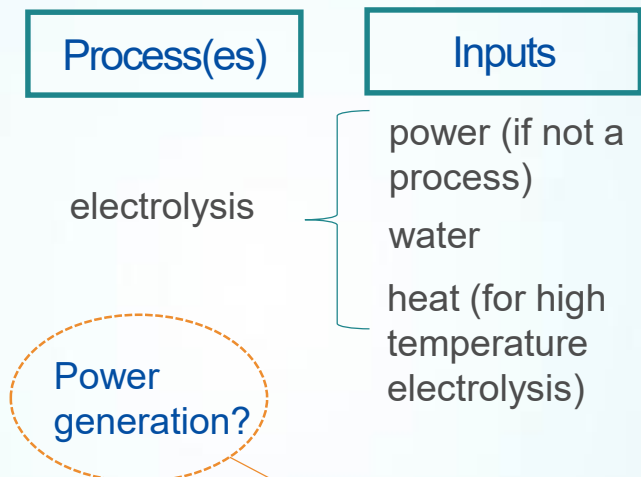 Process(es)
Inputs
electrolysis
power (if not a
process)
water
heat (for high
temperature
electrolysis)
Power
generation?